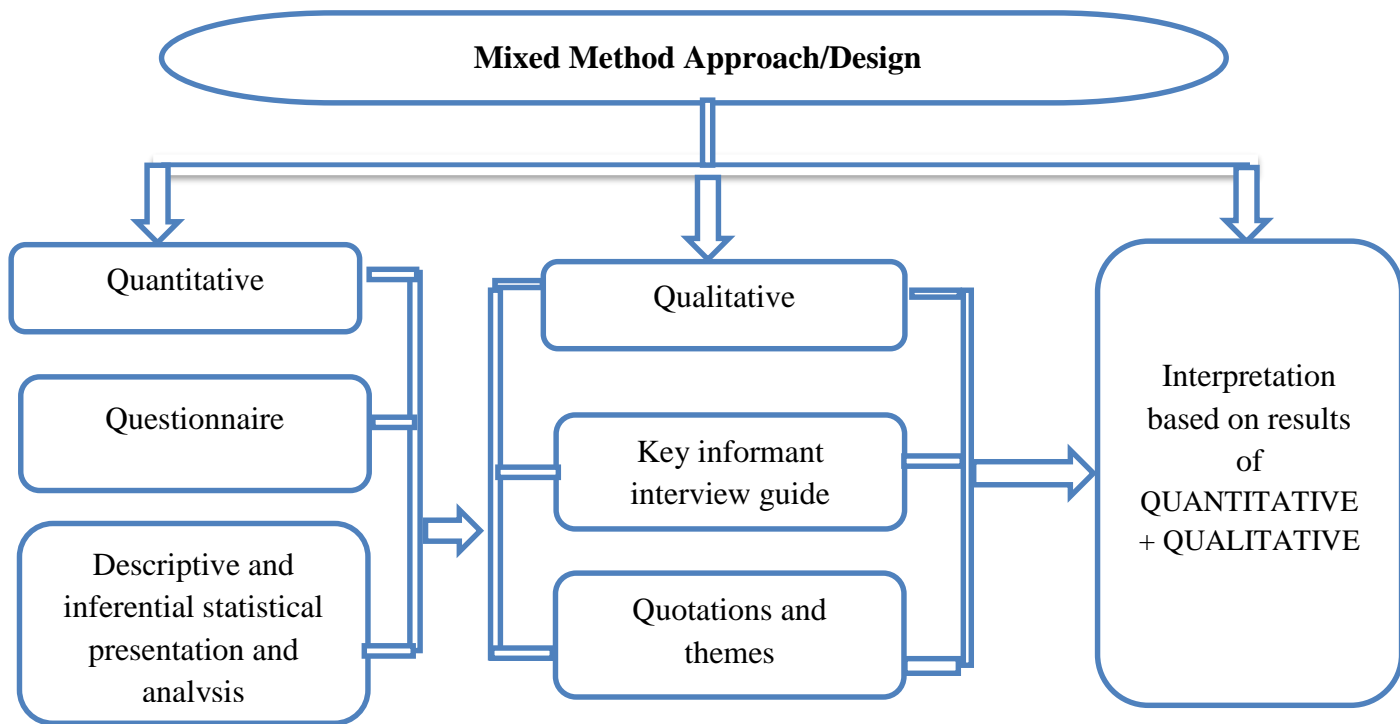 Mixed Method Approach/Design
Quantitative
Questionnaire
Descriptive and
inferential statistical
presentation and
analysis
Qualitative
Key informant
interview guide
Quotations and
themes
Interpretation
based on results
of
QUANTITATIVE
+ QUALITATIVE